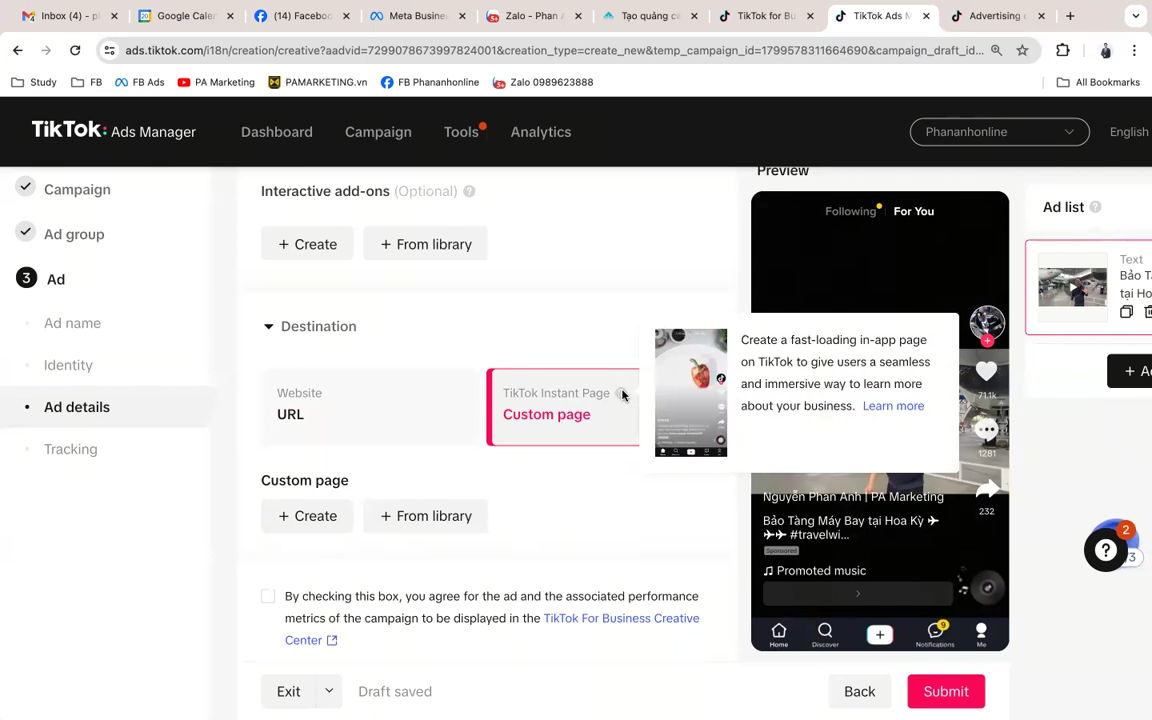 Inbox (4) - pl
Google Cale
(14) Faceboo
Meta Busine
Zalo - Phan A
Tạo quảng cá
TikTok for Bu
TikTok Ads M
Advertising o
ads.tiktok.com/i18n/creation/creative?aadvid=7299078673997824001&creation_type=create_new&temp_campaign_id=1799578311664690&campaign_draft_id...
Study
FB
FB Ads
PA Marketing
PAMARKETING.vn
FB Phananhonline
Zalo 0989623888
All Bookmarks
TikTok: Ads Manager
Dashboard
Campaign
Tools
Analytics
Phananhonline
English
Campaign
Ad group
3 Ad
Ad name
Identity
Ad details
Tracking
Interactive add-ons (Optional) ?
+ Create
+ From library
Destination
Website
URL
TikTok Instant Page
Custom page
Create a fast-loading in-app page
on TikTok to give users a seamless
and immersive way to learn more
about your business. Learn more
Custom page
+ Create
+ From library
By checking this box, you agree for the ad and the associated performance
metrics of the campaign to be displayed in the TikTok For Business Creative
Center
Exit
Draft saved
Back
Submit
Preview
Following
For You
71.1k
1281
232
Nguyễn Phan Anh | PA Marketing
Bảo Tàng Máy Bay tại Hoa Kỳ ✈
✈✈ #travelwi...
Sponsored
Promoted music
Home
Discover
9
Notifications
Me
Ad list ?
Text
Bảo T
tại Ho
+ A
2
?
/3